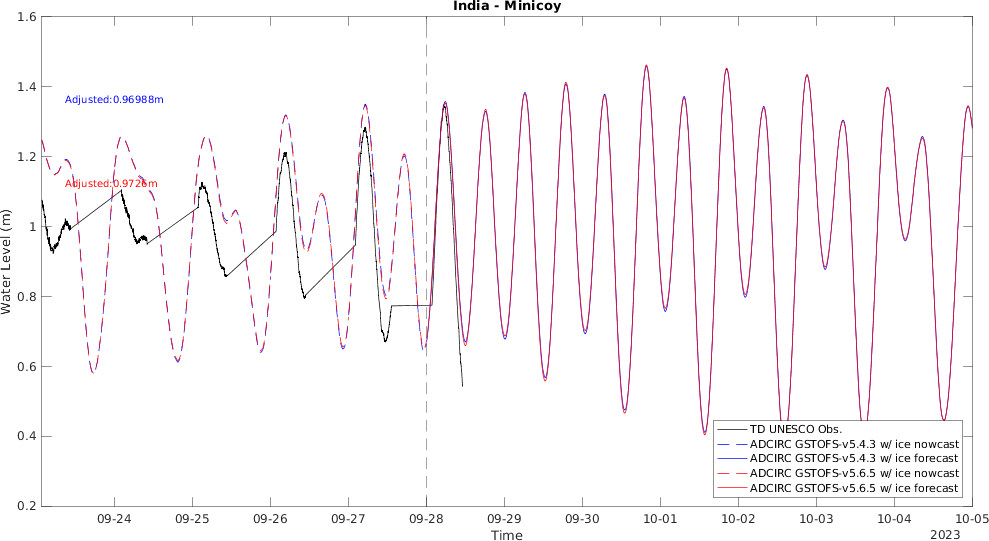 India - Minicoy
1.6
1.4
1.2
1
0.8
0.6
0.4
0.2
Water Level (m)
Adjusted:0.96988m
Adjusted:0.9726m
TD UNESCO Obs.
ADCIRC GSTOFS-v5.4.3 w/ ice nowcast
ADCIRC GSTOFS-v5.4.3 w/ ice forecast
ADCIRC GSTOFS-v5.6.5 w/ ice nowcast
ADCIRC GSTOFS-v5.6.5 w/ ice forecast
09-24 09-25 09-26 09-27 09-28 09-29 09-30 10-01 10-02 10-03 10-04 10-05
Time
2023